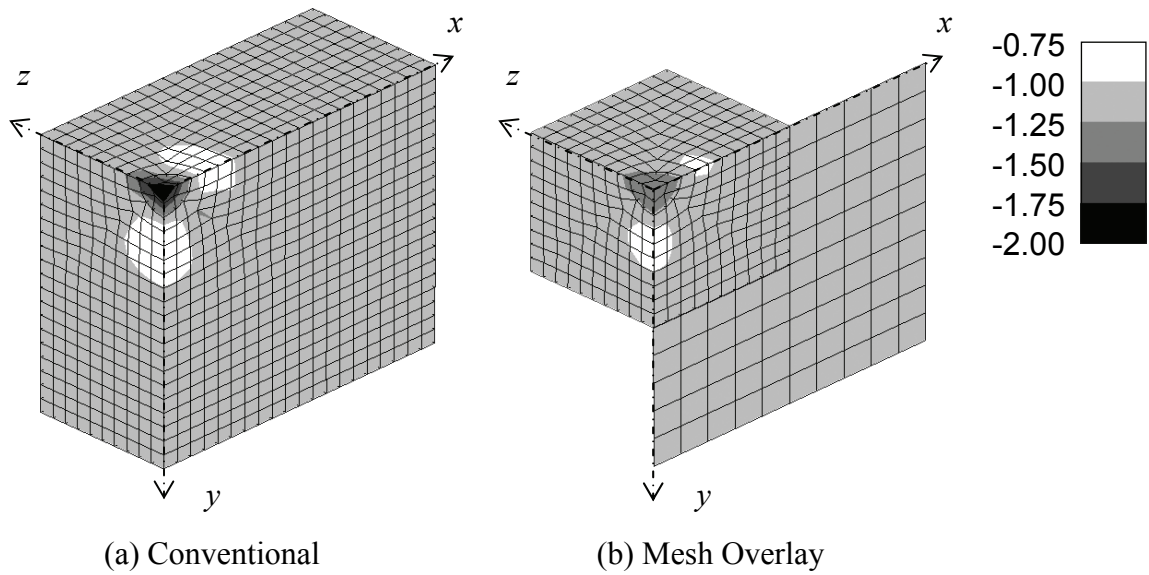 x
z
y
(a) Conventional
x
z
y
(b) Mesh Overlay
-0.75
-1.00
-1.25
-1.50
-1.75
-2.00